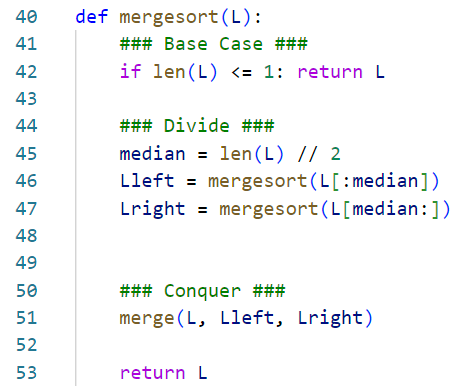 40 def mergesort(L):
41     ### Base Case ###
42     if len(L) <= 1: return L
43
44     ### Divide ###
45     median = len(L) // 2
46     Lleft = mergesort(L[:median])
47     Lright = mergesort(L[median:])
48
49
50     ### Conquer ###
51     merge(L, Lleft, Lright)
52
53     return L